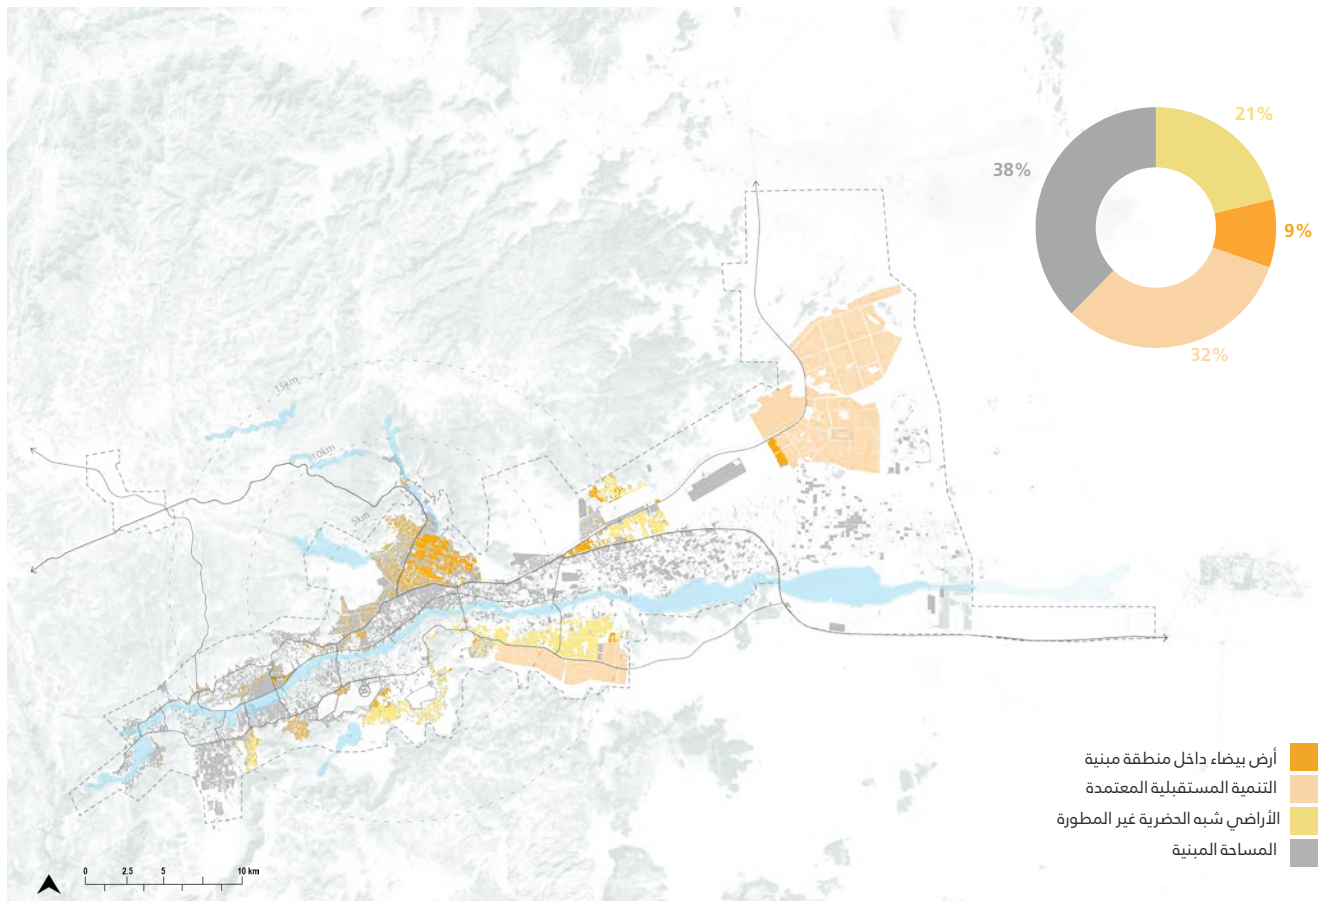 21%
38%
9%
32%
15km
10km
5km
أرض بيضاء داخل منطقة مبنية
التنمية المستقبلية المعتمدة
الأراضي شبه الحضرية غير المطورة
المساحة المبنية
0 2.5 5 10 km